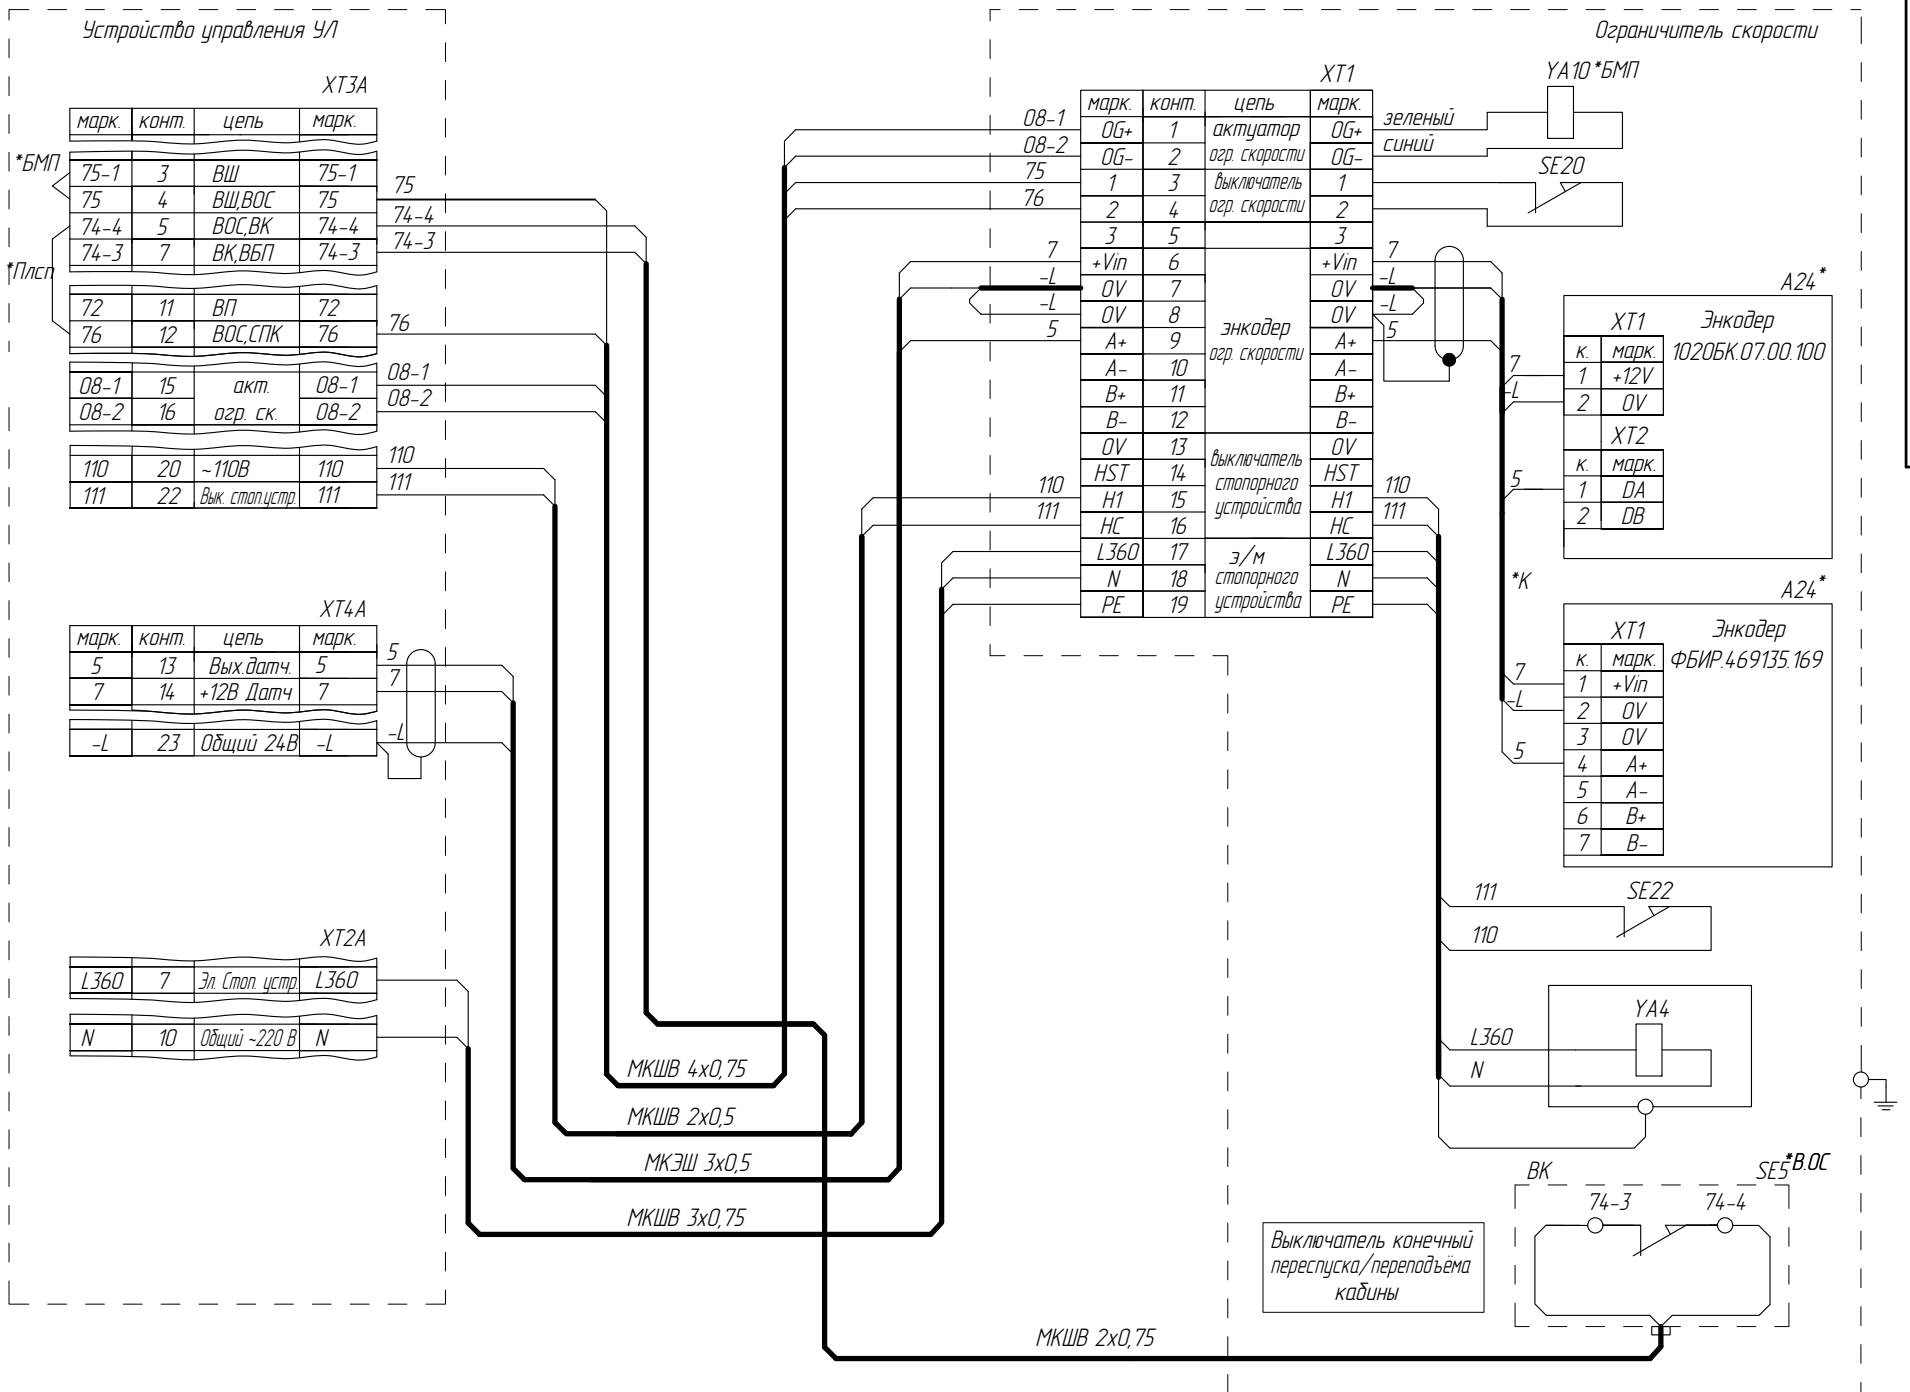 Устройство управления УЛ
ХТ3А
марк. конт. цепь марк.
*БМП
75-1 3 ВШ 75-1
75 4 ВШ,ВОС 75 75
74-4 5 ВОС,ВК 74-4 74-4
74-3 7 ВК,ВБП 74-3 74-3
*Плсп
72 11 ВП 72
76 12 ВОС,СПК 76 76
08-1 15 акт. 08-1 08-1
08-2 16 огр. ск. 08-2 08-2
110 20 ~110В 110 110
111 22 Вык. стоп.устр. 111 111
ХТ4А
марк. конт. цепь марк.
5 13 Вых.датч. 5 5
7 14 +12В Датч 7 7
-L 23 Общий 24В -L -L
ХТ2А
L360 7 Эл. Стоп. устр. L360
N 10 Общий ~220 В N
МКШВ 4х0,75
МКШВ 2х0,5
МКЭШ 3х0,5
МКШВ 3х0,75
МКШВ 2х0,75
Ограничитель скорости
ХТ1
марк. конт. цепь марк.
08-1 OG+ 1 актуатор OG+ зеленый
08-2 OG- 2 огр. скорости OG- синий
75 1 3 выключатель 1
76 2 4 огр. скорости 2
3 5 3
7 +Vin 6 +Vin 7
-L 0V 7 0V -L
-L 0V 8 энкодер 0V -L
5 A+ 9 огр. скорости A+ 5
A- 10 A-
B+ 11 B+
B- 12 B-
0V 13 выключатель 0V
HST 14 стопорного HST
110 H1 15 устройства H1 110
111 HC 16 HC 111
L360 17 э/м L360
N 18 стопорного N
PE 19 устройства PE
YA10 *БМП
SE20
А24*
ХТ1 Энкодер
к. марк. 1020БК.07.00.100
7 1 +12V
-L 2 0V
ХТ2
к. марк.
5 1 DA
2 DB
*К
А24*
ХТ1 Энкодер
к. марк. ФБИР.469135.169
7 1 +Vin
-L 2 0V
3 0V
5 4 A+
5 A-
6 B+
7 B-
111 SE22
110
YA4
L360
N
ВК SE5 *В.ОС
74-3 74-4
Выключатель конечный
переспуска/переподъёма
кабины